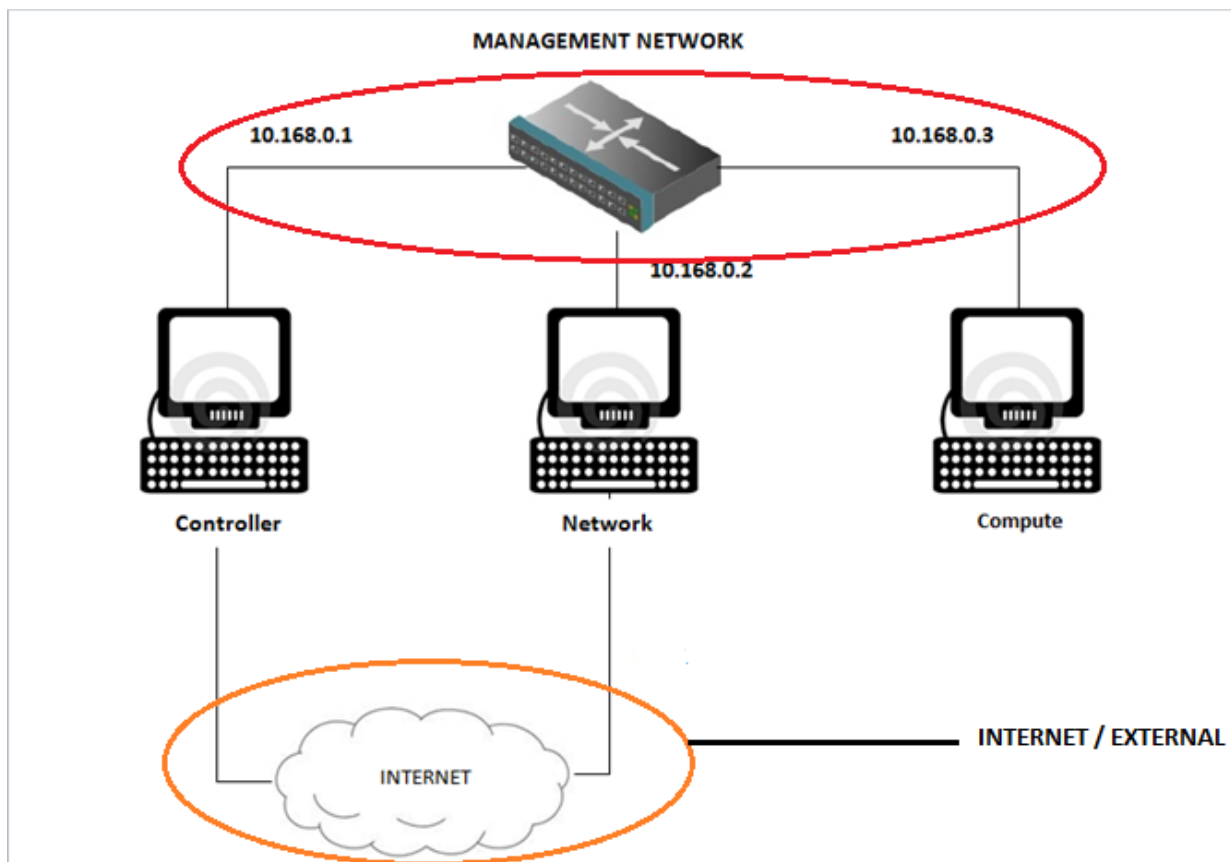 MANAGEMENT NETWORK
10.168.0.1
10.168.0.3
10.168.0.2
Controller
Network
Compute
INTERNET / EXTERNAL
INTERNET